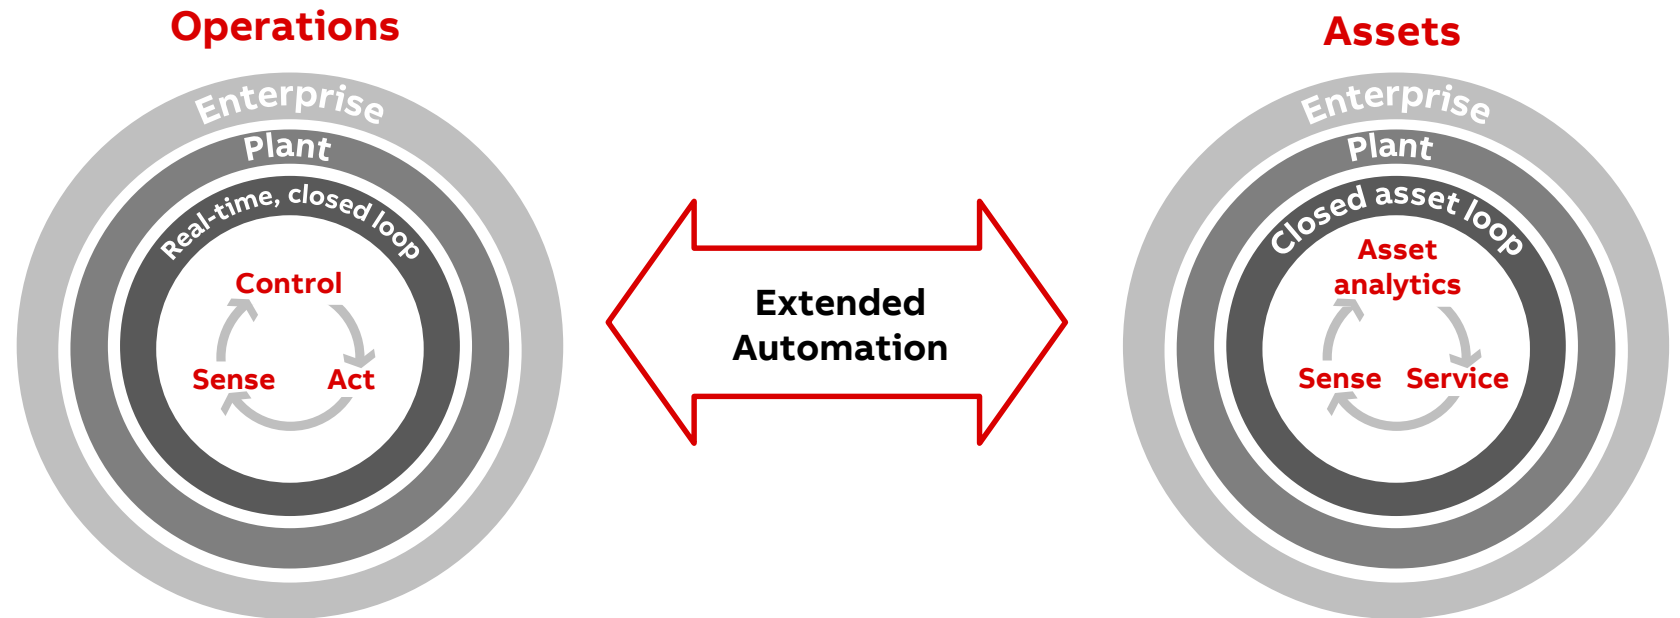 Operations
Enterprise
Plant
Real-time, closed loop
Control
Sense
Act
Extended
Automation
Assets
Enterprise
Plant
Closed asset loop
Asset
analytics
Sense
Service